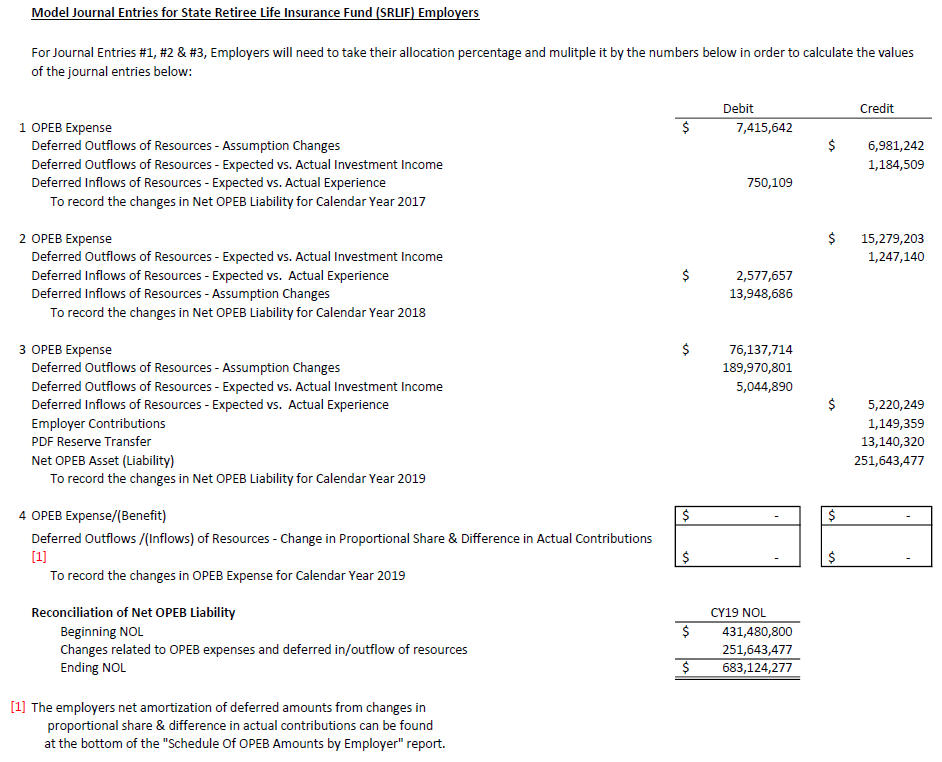 Model Journal Entries for State Retiree Life Insurance Fund (SRLIF) Employers
For Journal Entries #1, #2 & #3, Employers will need to take their allocation percentage and mulitple it by the numbers below in order to calculate the values
of the journal entries below:
Debit Credit
1 OPEB Expense $ 7,415,642
Deferred Outflows of Resources - Assumption Changes $ 6,981,242
Deferred Outflows of Resources - Expected vs. Actual Investment Income 1,184,509
Deferred Inflows of Resources - Expected vs. Actual Experience 750,109
To record the changes in Net OPEB Liability for Calendar Year 2017
2 OPEB Expense $ 15,279,203
Deferred Outflows of Resources - Expected vs. Actual Investment Income 1,247,140
Deferred Inflows of Resources - Expected vs. Actual Experience $ 2,577,657
Deferred Inflows of Resources - Assumption Changes 13,948,686
To record the changes in Net OPEB Liability for Calendar Year 2018
3 OPEB Expense $ 76,137,714
Deferred Outflows of Resources - Assumption Changes 189,970,801
Deferred Outflows of Resources - Expected vs. Actual Investment Income 5,044,890
Deferred Inflows of Resources - Expected vs. Actual Experience $ 5,220,249
Employer Contributions 1,149,359
PDF Reserve Transfer 13,140,320
Net OPEB Asset (Liability) 251,643,477
To record the changes in Net OPEB Liability for Calendar Year 2019
4 OPEB Expense/(Benefit) $ - $ -
Deferred Outflows /(Inflows) of Resources - Change in Proportional Share & Difference in Actual Contributions
[1] $ - $ -
To record the changes in OPEB Expense for Calendar Year 2019
Reconciliation of Net OPEB Liability CY19 NOL
Beginning NOL $ 431,480,800
Changes related to OPEB expenses and deferred in/outflow of resources 251,643,477
Ending NOL $ 683,124,277
[1] The employers net amortization of deferred amounts from changes in
proportional share & difference in actual contributions can be found
at the bottom of the "Schedule Of OPEB Amounts by Employer" report.